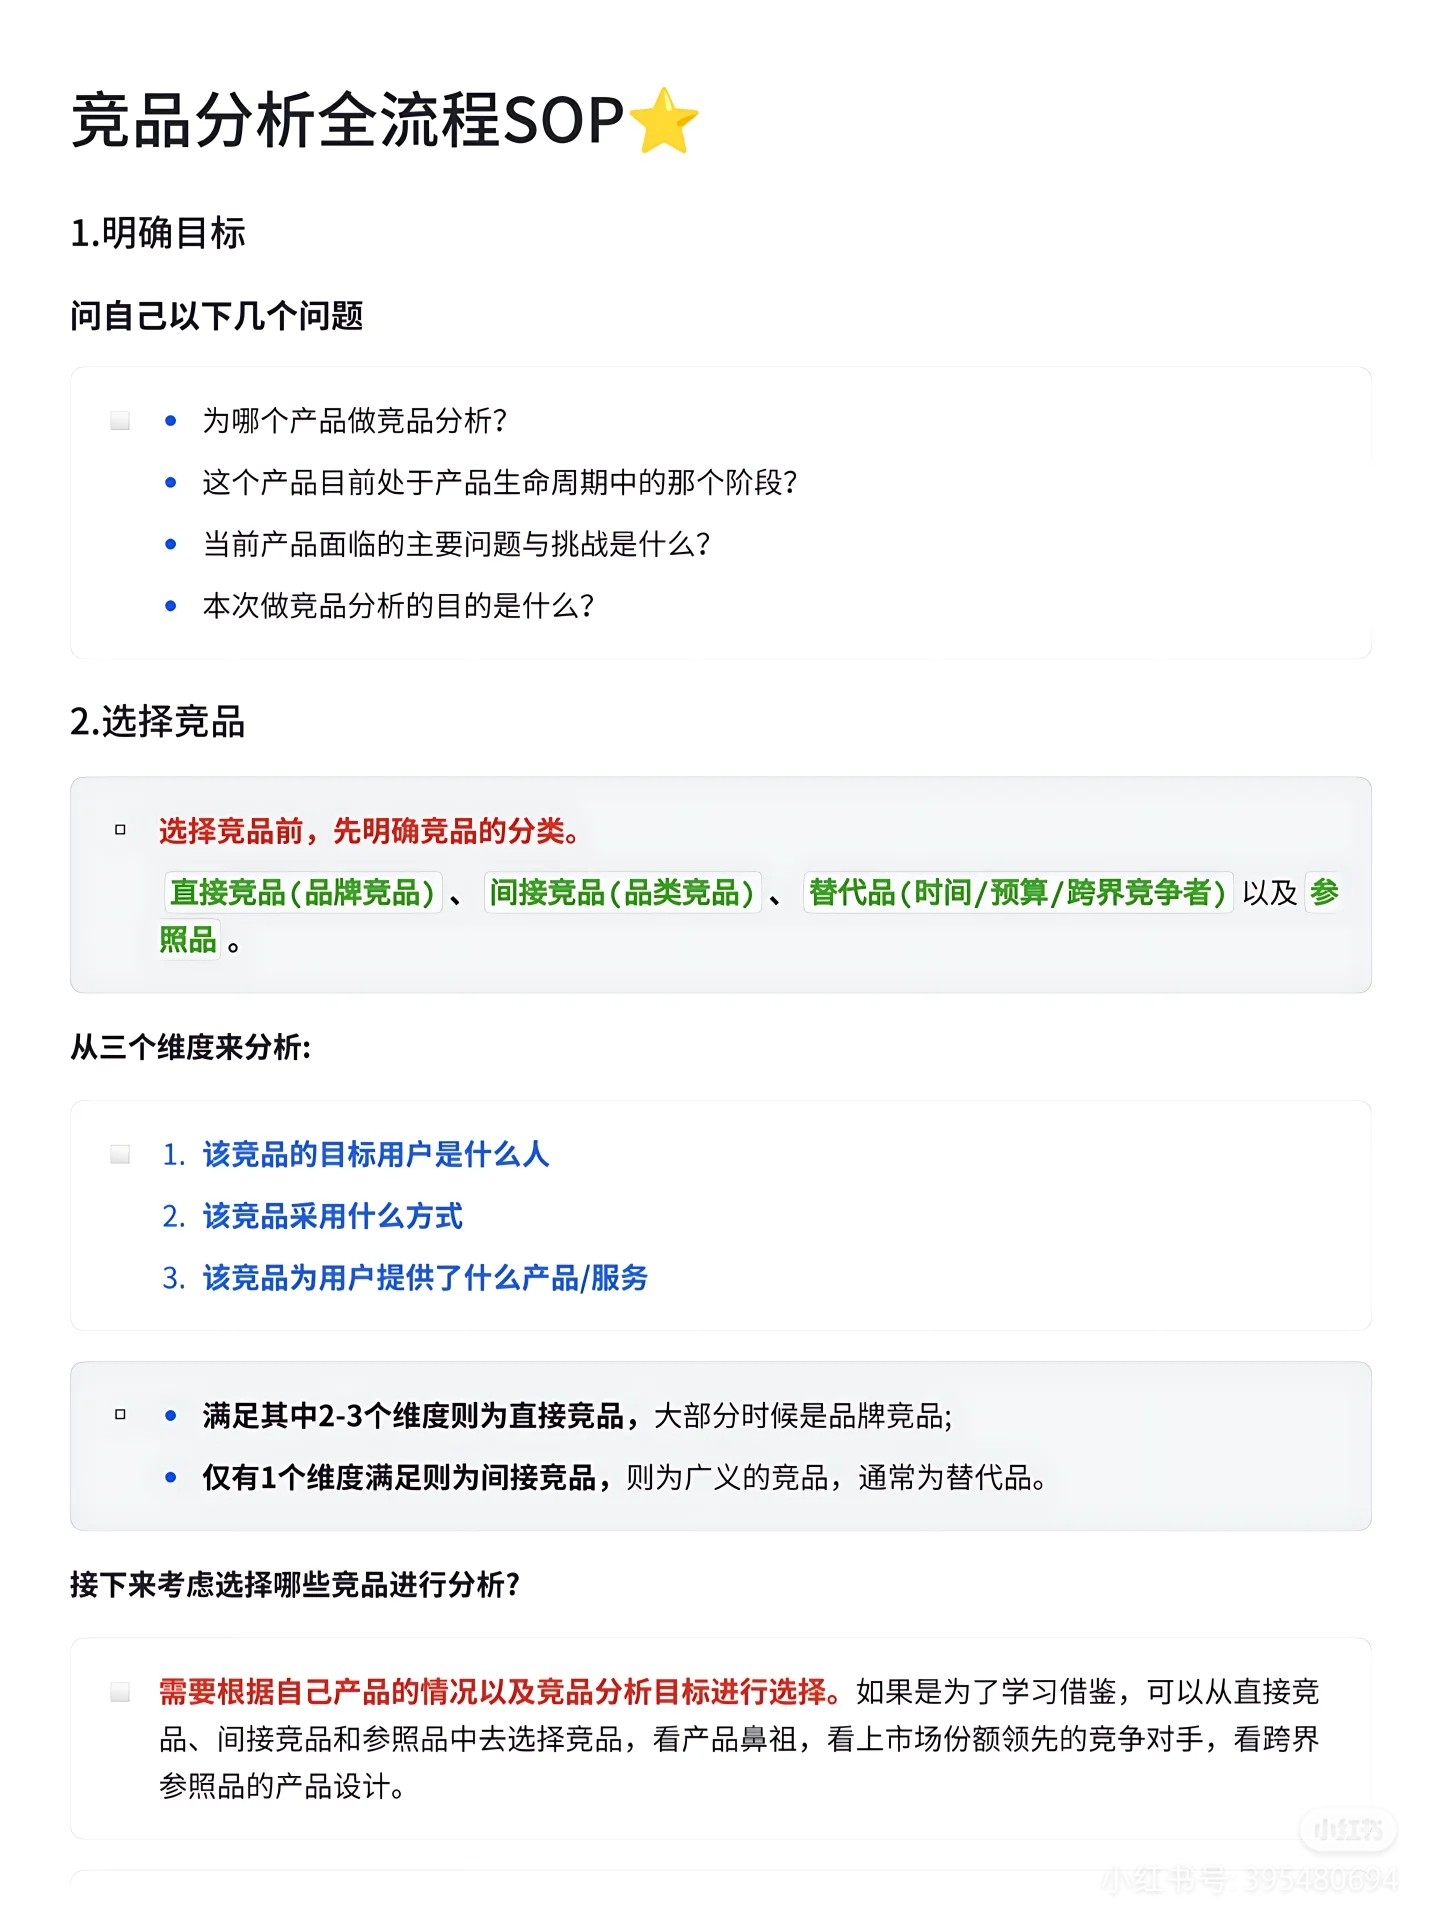 竞品分析全流程SOP⭐
1.明确目标
问自己以下几个问题
为哪个产品做竞品分析？
这个产品目前处于产品生命周期中的那个阶段？
当前产品面临的主要问题与挑战是什么？
本次做竞品分析的目的是什么？
2.选择竞品
选择竞品前，先明确竞品的分类。
直接竞品(品牌竞品)、间接竞品(品类竞品)、替代品(时间/预算/跨界竞争者)以及参
照品。
从三个维度来分析:
1. 该竞品的目标用户是什么人
2. 该竞品采用什么方式
3. 该竞品为用户提供了什么产品/服务
满足其中2-3个维度则为直接竞品，大部分时候是品牌竞品;
仅有1个维度满足则为间接竞品，则为广义的竞品，通常为替代品。
接下来考虑选择哪些竞品进行分析?
需要根据自己产品的情况以及竞品分析目标进行选择。如果是为了学习借鉴，可以从直接竞
品、间接竞品和参照品中去选择竞品，看产品鼻祖，看上市场份额领先的竞争对手，看跨界
参照品的产品设计。
小红书
小红书号: 395480694